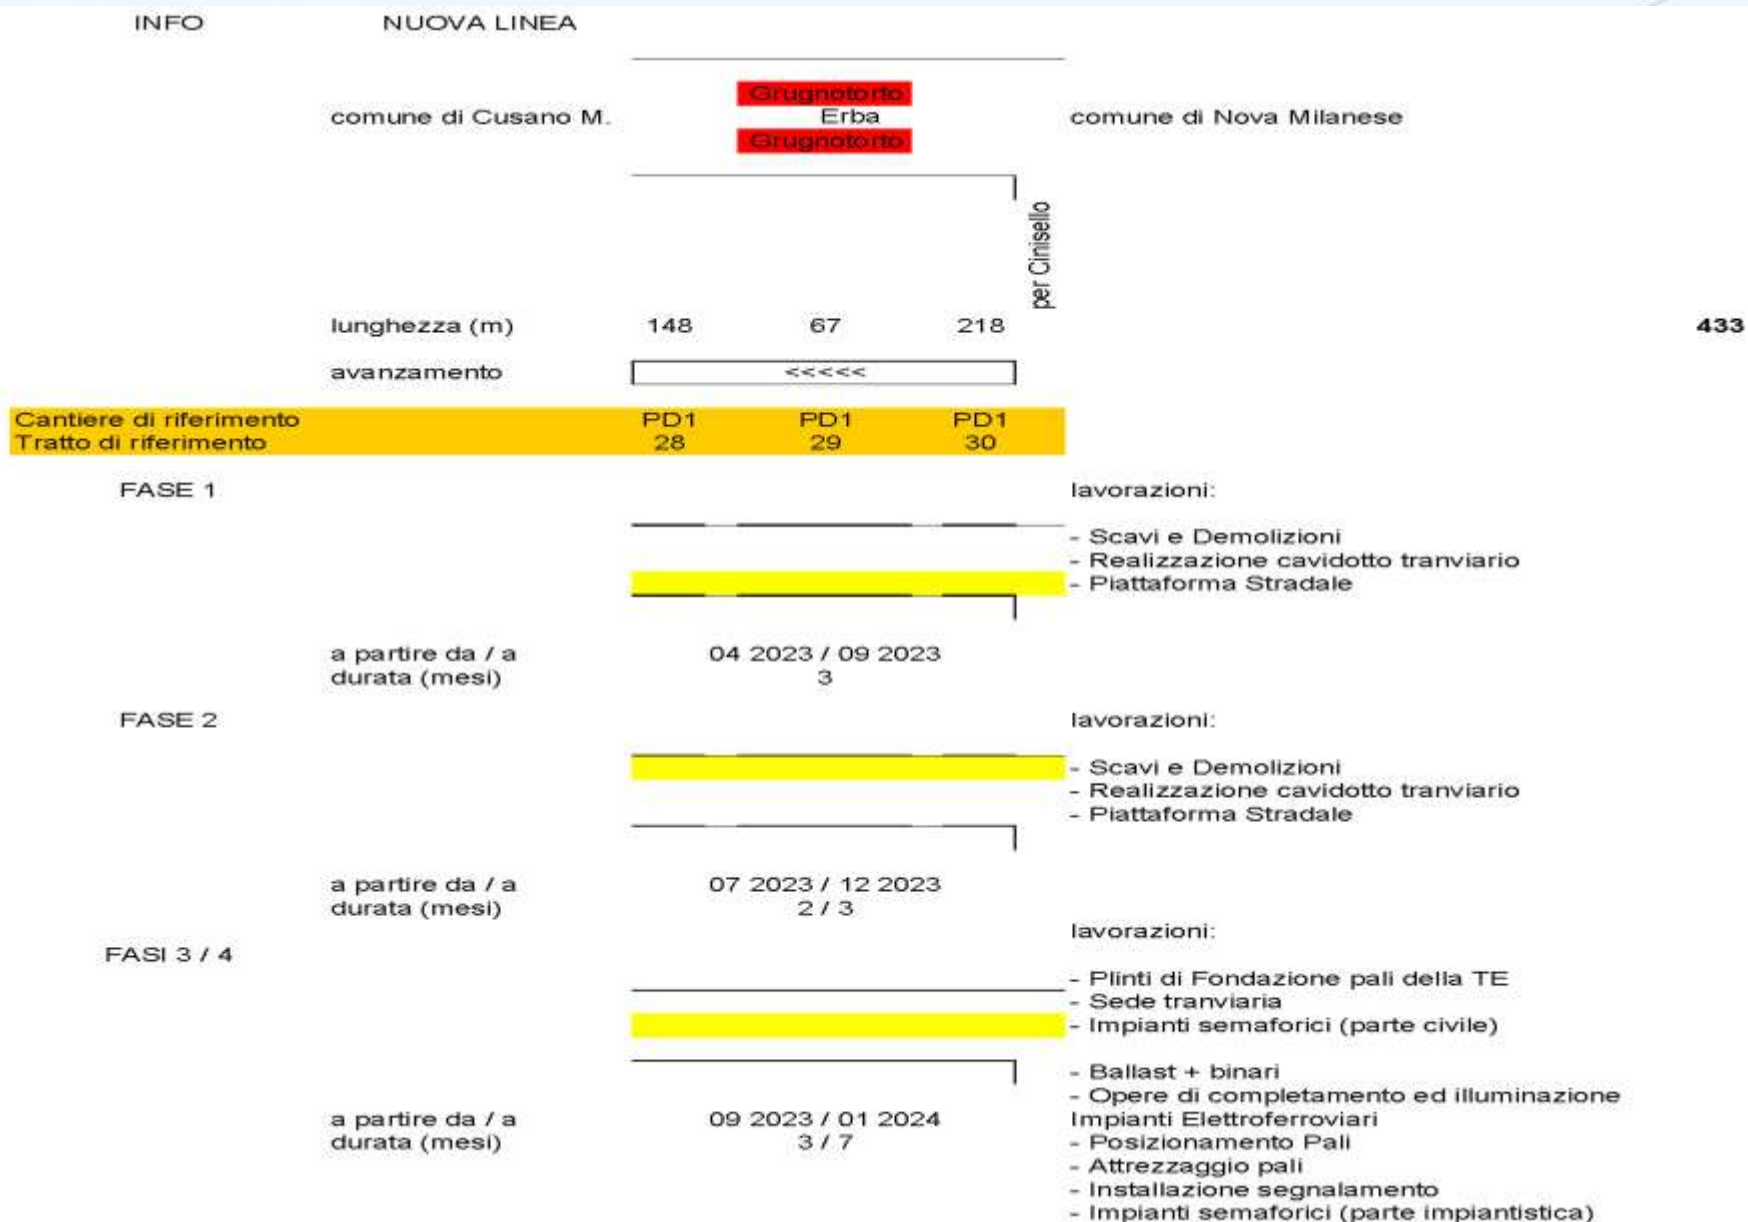 INFO NUOVA LINEA
Grugnotorto
comune di Cusano M. Erba comune di Nova Milanese
Grugnotorto
per Cinisello
lunghezza (m) 148 67 218 433
avanzamento <<<<<
Cantiere di riferimento PD1 PD1 PD1
Tratto di riferimento 28 29 30
FASE 1 lavorazioni:
- Scavi e Demolizioni
- Realizzazione cavidotto tranviario
- Piattaforma Stradale
a partire da / a 04 2023 / 09 2023
durata (mesi) 3
FASE 2 lavorazioni:
- Scavi e Demolizioni
- Realizzazione cavidotto tranviario
- Piattaforma Stradale
a partire da / a 07 2023 / 12 2023
durata (mesi) 2 / 3
lavorazioni:
FASI 3 / 4
- Plinti di Fondazione pali della TE
- Sede tranviaria
- Impianti semaforici (parte civile)
- Ballast + binari
- Opere di completamento ed illuminazione
a partire da / a 09 2023 / 01 2024 Impianti Elettroferroviari
durata (mesi) 3 / 7 - Posizionamento Pali
- Attrezzaggio pali
- Installazione segnalamento
- Impianti semaforici (parte impiantistica)